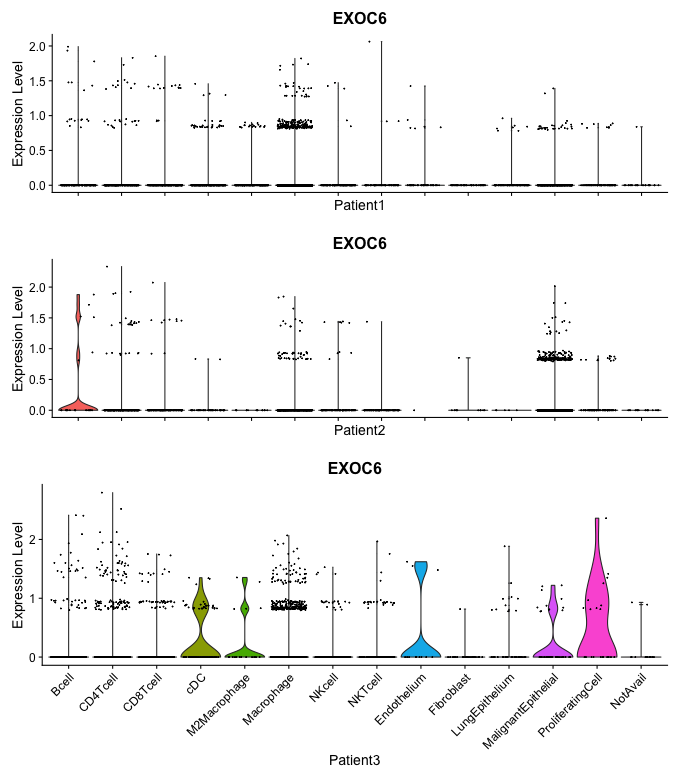 EXOC6
Expression Level
2.0
1.5
1.0
0.5
0.0
Patient1
EXOC6
Expression Level
2.0
1.5
1.0
0.5
0.0
Patient2
EXOC6
Expression Level
2
1
0
Bcell
CD4Tcell
CD8Tcell
cDC
M2Macrophage
Macrophage
NKcell
NKTcell
Endothelium
Fibroblast
LungEpithelium
MalignantEpithelial
ProliferatingCell
NotAvail
Patient3